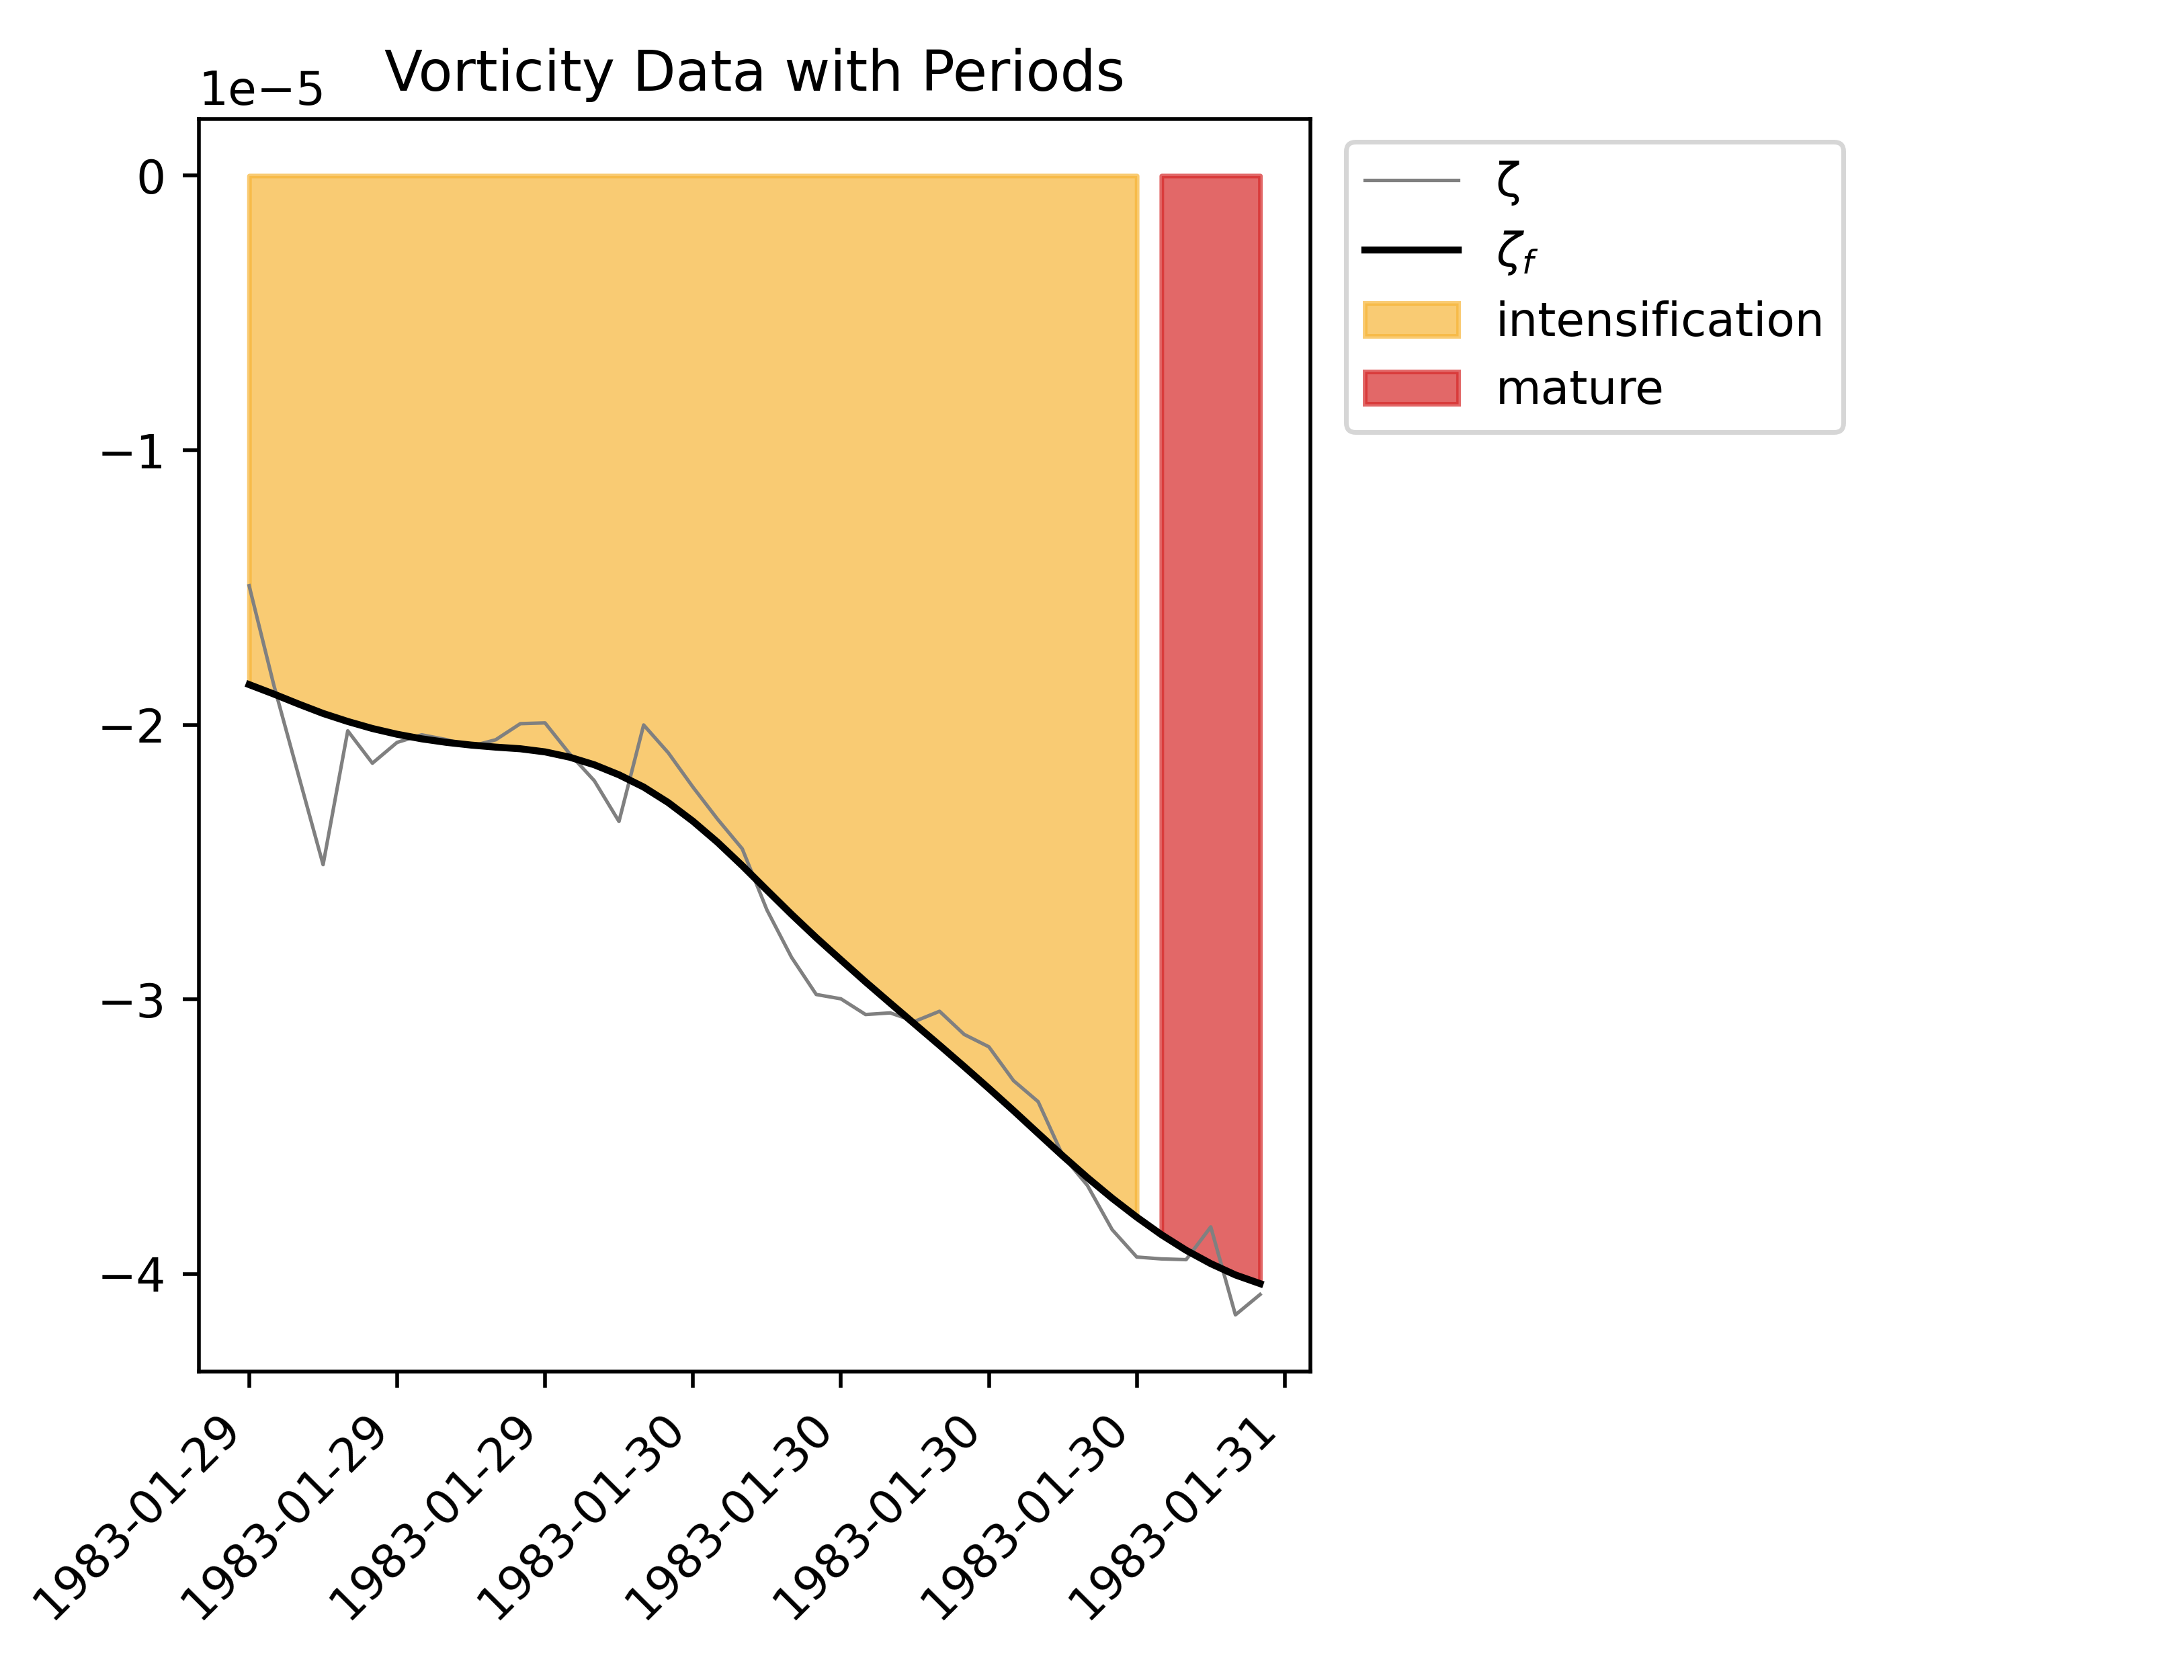 Vorticity Data with Periods
1e−5
0
−1
−2
−3
−4
1983-01-29
1983-01-29
1983-01-29
1983-01-30
1983-01-30
1983-01-30
1983-01-30
1983-01-31
ζ
ζf
intensification
mature